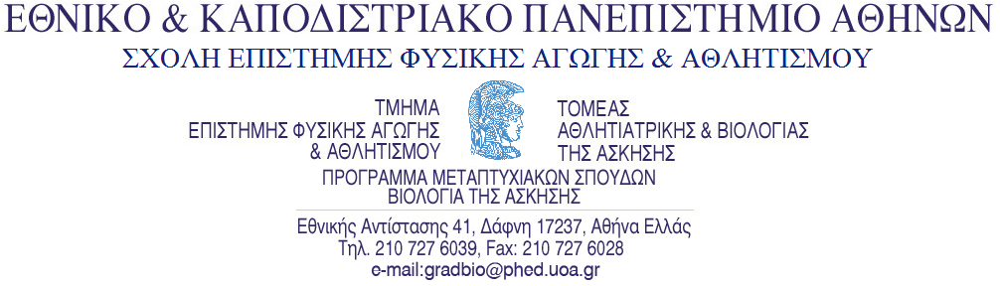 ΕΘΝΙΚΟ & ΚΑΠΟΔΙΣΤΡΙΑΚΟ ΠΑΝΕΠΙΣΤΗΜΙΟ ΑΘΗΝΩΝ
ΣΧΟΛΗ ΕΠΙΣΤΗΜΗΣ ΦΥΣΙΚΗΣ ΑΓΩΓΗΣ & ΑΘΛΗΤΙΣΜΟΥ
ΤΜΗΜΑ
ΕΠΙΣΤΗΜΗΣ ΦΥΣΙΚΗΣ ΑΓΩΓΗΣ
& ΑΘΛΗΤΙΣΜΟΥ
ΤΟΜΕΑΣ
ΑΘΛΗΤΙΑΤΡΙΚΗΣ & ΒΙΟΛΟΓΙΑΣ
ΤΗΣ ΑΣΚΗΣΗΣ
ΠΡΟΓΡΑΜΜΑ ΜΕΤΑΠΤΥΧΙΑΚΩΝ ΣΠΟΥΔΩΝ
ΒΙΟΛΟΓΙΑ ΤΗΣ ΑΣΚΗΣΗΣ
Εθνικής Αντίστασης 41, Δάφνη 17237, Αθήνα Ελλάς
Τηλ. 210 727 6039, Fax: 210 727 6028
e-mail:gradbio@phed.uoa.gr